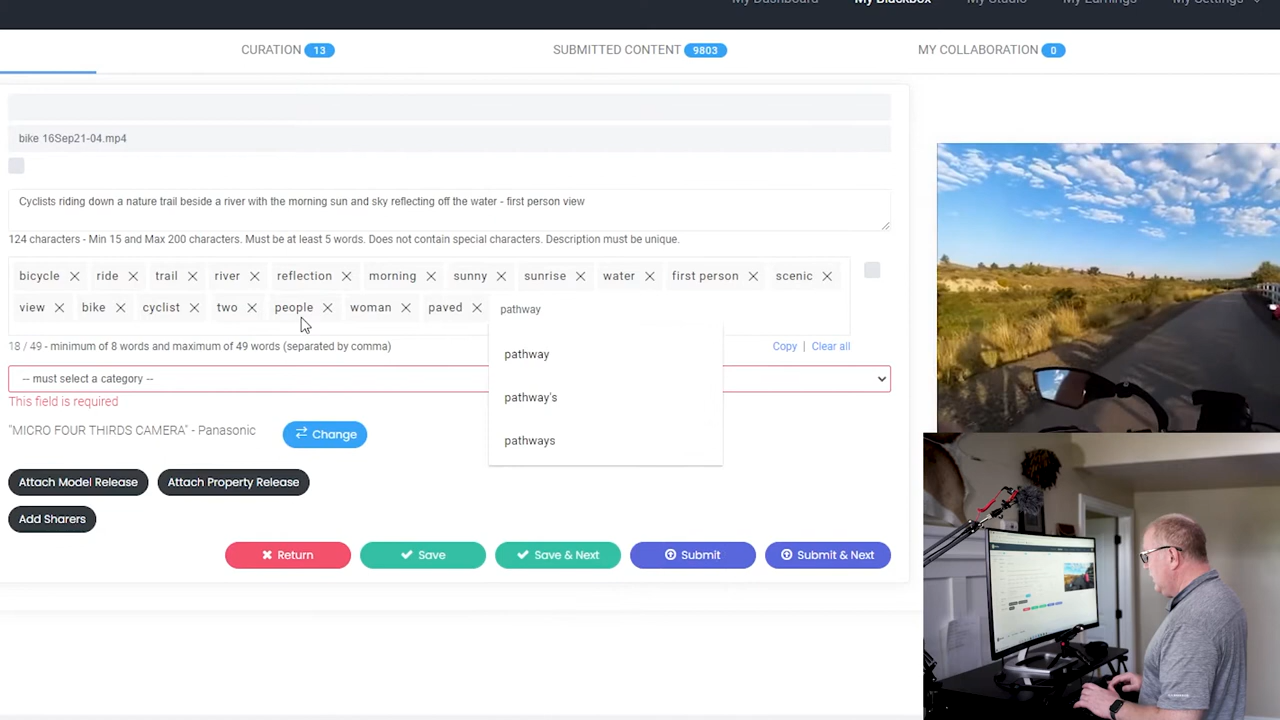 My Dashboard My Blackbox My Studio My Earnings My Settings
CURATION 13 SUBMITTED CONTENT 9803 MY COLLABORATION 0
bike 16Sep21-04.mp4
Cyclists riding down a nature trail beside a river with the morning sun and sky reflecting off the water - first person view
124 characters - Min 15 and Max 200 characters. Must be at least 5 words. Does not contain special characters. Description must be unique.
bicycle ride trail river reflection morning sunny sunrise water first person scenic
view bike cyclist two people woman paved pathway
18 / 49 - minimum of 8 words and maximum of 49 words (separated by comma) Copy | Clear all
pathway
-- must select a category --
pathway's
This field is required
"MICRO FOUR THIRDS CAMERA" - Panasonic Change
pathways
Attach Model Release Attach Property Release
Add Sharers
Return Save Save & Next Submit Submit & Next